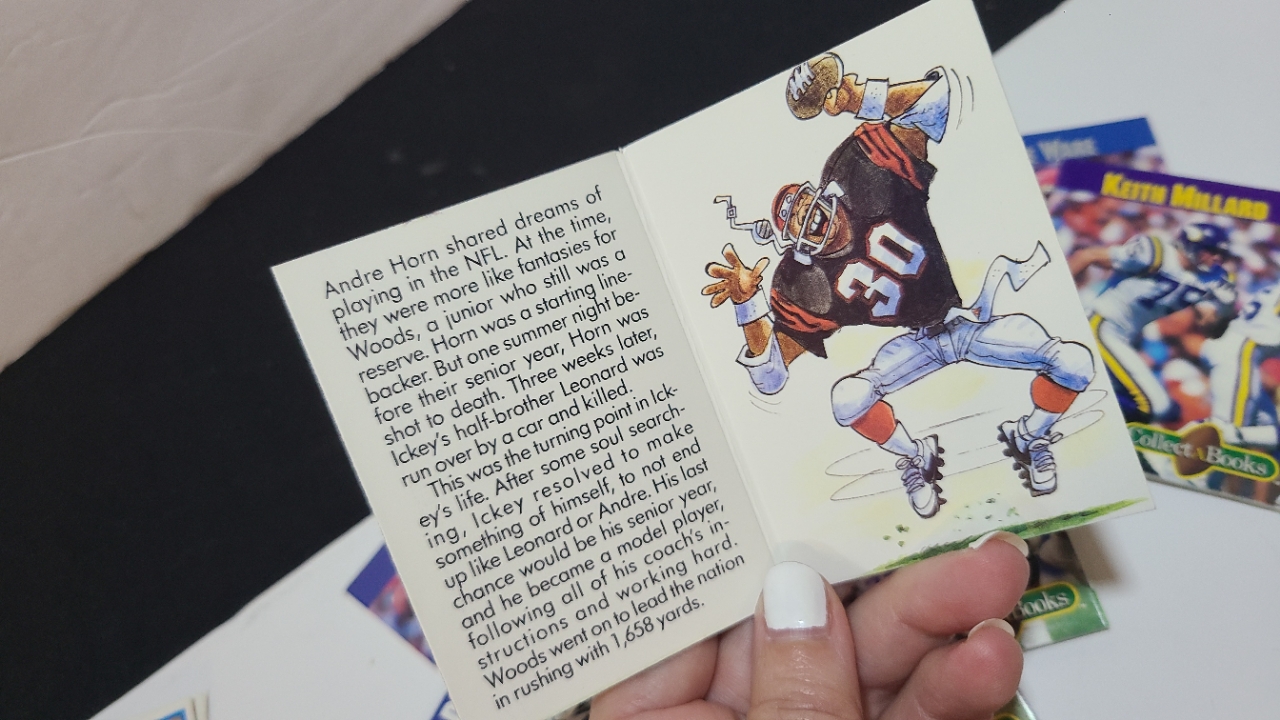 Andre Horn shared dreams of
playing in the NFL. At the time,
they were more like fantasies for
Woods, a junior who still was a
reserve. Horn was a starting line-
backer. But one summer night be-
fore their senior year, Horn was
shot to death. Three weeks later,
Ickey's half-brother Leonard was
run over by a car and killed.
This was the turning point in Ick-
ey's life. After some soul search-
ing, Ickey resolved to make
something of himself, to not end
up like Leonard or Andre. His last
chance would be his senior year,
and he became a model player,
following all of his coach's in-
structions and working hard.
Woods went on to lead the nation
in rushing with 1,658 yards.
30
Ware
Keith Millard
75
Collect A Books
Books